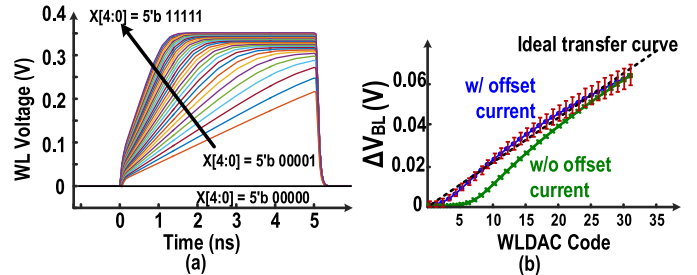 0.4
0.3
0.2
0.1
0
WL Voltage (V)
X[4:0] = 5'b 11111
X[4:0] = 5'b 00001
X[4:0] = 5'b 00000
0 1 2 3 4 5
Time (ns)
(a)
0.06
0.04
0.02
0
ΔVBL (V)
Ideal transfer curve
w/ offset
current
w/o offset
current
5 10 15 20 25 30 35
WLDAC Code
(b)